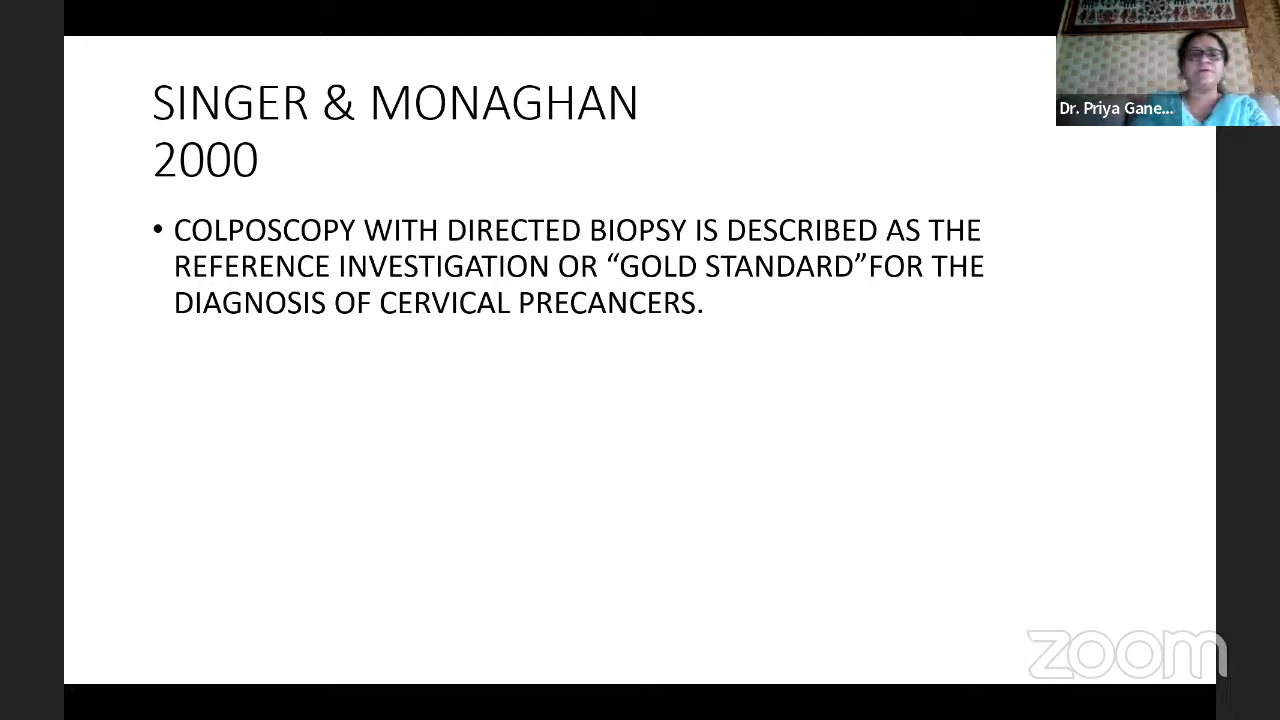 SINGER & MONAGHAN
2000
• COLPOSCOPY WITH DIRECTED BIOPSY IS DESCRIBED AS THE
REFERENCE INVESTIGATION OR “GOLD STANDARD”FOR THE
DIAGNOSIS OF CERVICAL PRECANCERS.
Dr. Priya Gane...
zoom